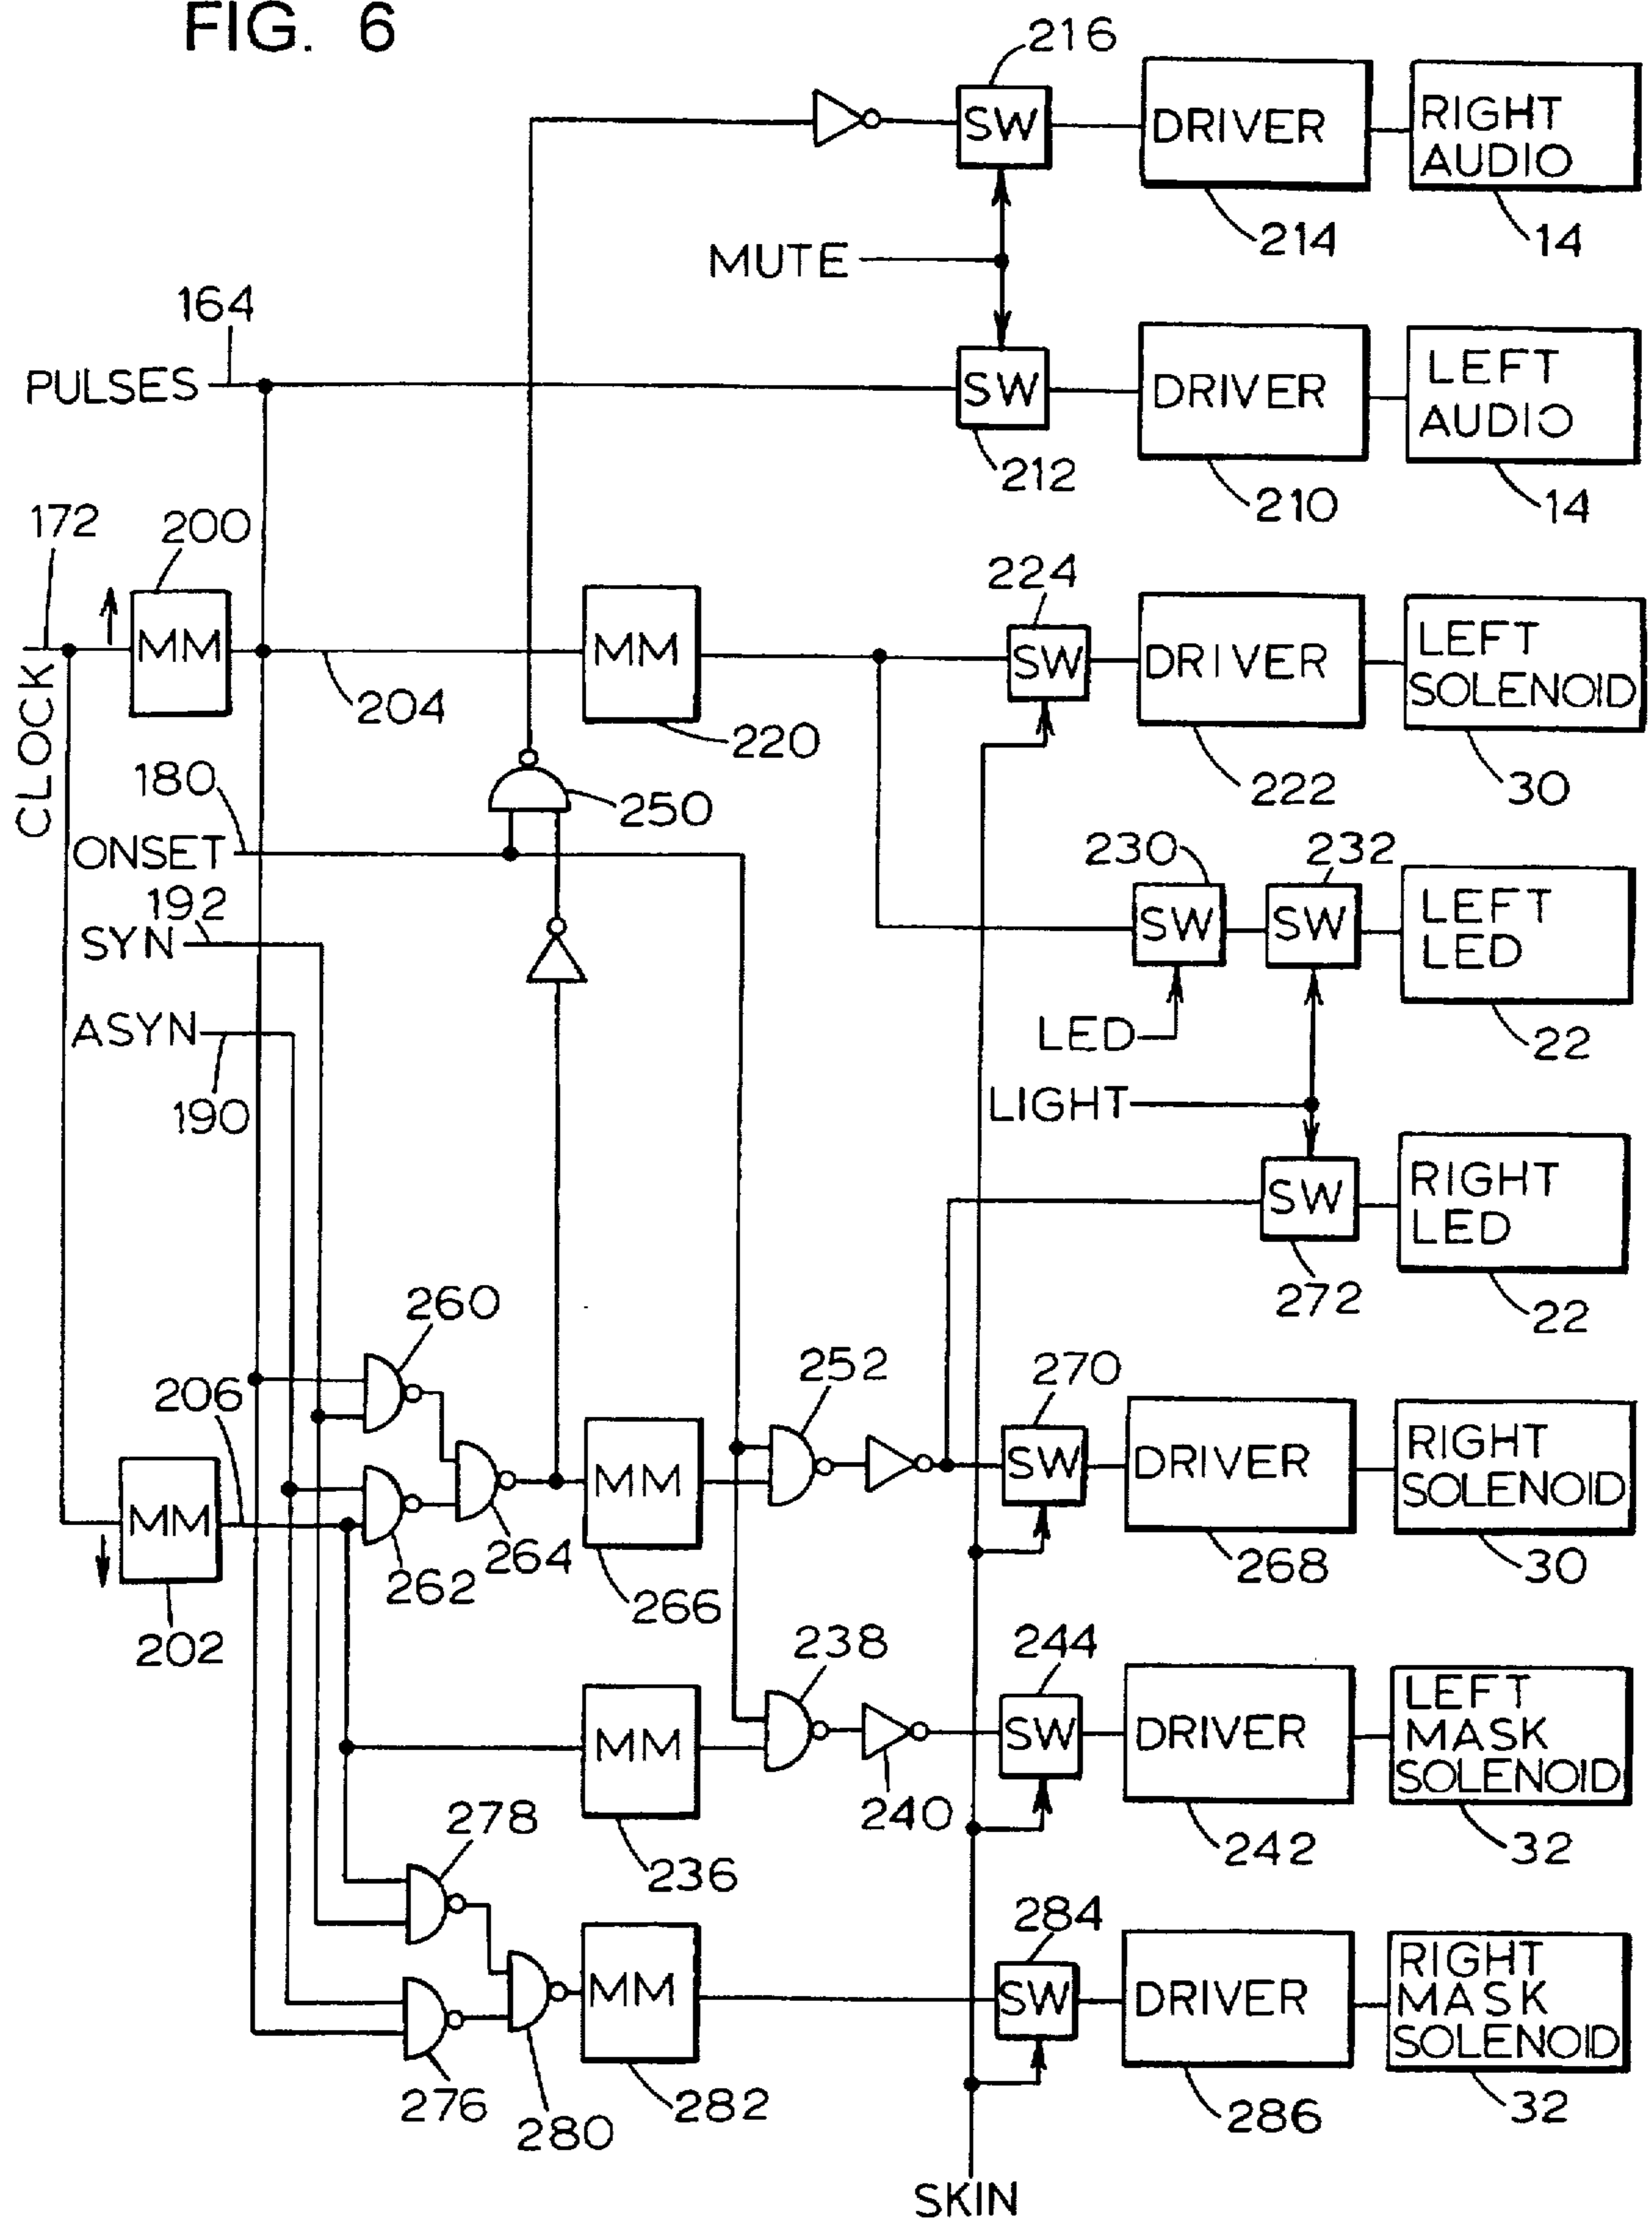 FIG. 6
216
SW
DRIVER
RIGHT
AUDIO
214
14
MUTE
164
PULSES
SW
DRIVER
LEFT
AUDIO
212
210
14
172
200
CLOCK
MM
204
MM
220
224
SW
DRIVER
LEFT
SOLENOID
222
30
180
250
ONSET
192
SYN
ASYN
190
230
232
SW
SW
LEFT
LED
LED
22
LIGHT
SW
RIGHT
LED
272
22
260
206
252
270
MM
262
264
MM
266
SW
DRIVER
RIGHT
SOLENOID
268
30
202
238
244
MM
236
240
SW
DRIVER
LEFT
MASK
SOLENOID
242
32
278
284
276
280
MM
282
SW
DRIVER
RIGHT
MASK
SOLENOID
286
32
SKIN